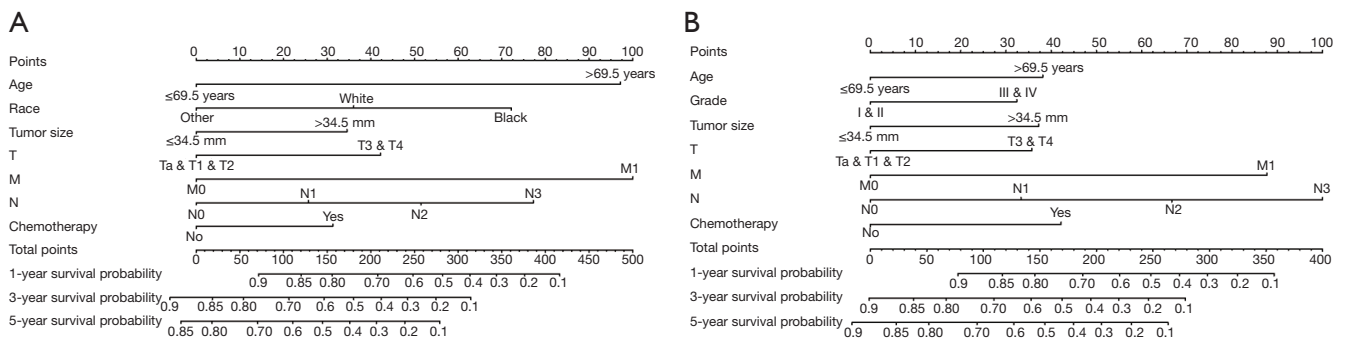 A
Points 0 10 20 30 40 50 60 70 80 90 100
Age ≤69.5 years >69.5 years
Race Other White Black
Tumor size ≤34.5 mm >34.5 mm
T Ta & T1 & T2 T3 & T4
M M0 M1
N N0 N1 N2 N3
Chemotherapy No Yes
Total points 0 50 100 150 200 250 300 350 400 450 500
1-year survival probability 0.9 0.85 0.80 0.70 0.6 0.5 0.4 0.3 0.2 0.1
3-year survival probability 0.9 0.85 0.80 0.70 0.6 0.5 0.4 0.3 0.2 0.1
5-year survival probability 0.85 0.80 0.70 0.6 0.5 0.4 0.3 0.2 0.1
B
Points 0 10 20 30 40 50 60 70 80 90 100
Age ≤69.5 years >69.5 years
Grade I & II III & IV
Tumor size ≤34.5 mm >34.5 mm
T Ta & T1 & T2 T3 & T4
M M0 M1
N N0 N1 N2 N3
Chemotherapy No Yes
Total points 0 50 100 150 200 250 300 350 400
1-year survival probability 0.9 0.85 0.80 0.70 0.6 0.5 0.4 0.3 0.2 0.1
3-year survival probability 0.9 0.85 0.80 0.70 0.6 0.5 0.4 0.3 0.2 0.1
5-year survival probability 0.9 0.85 0.80 0.70 0.6 0.5 0.4 0.3 0.2 0.1